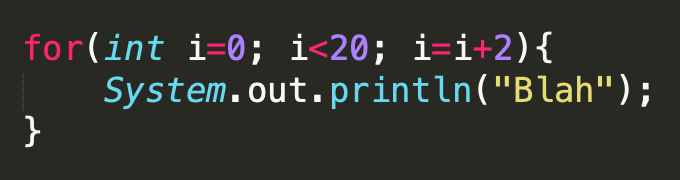 for(int i=0; i<20; i=i+2){
    System.out.println("Blah");
}